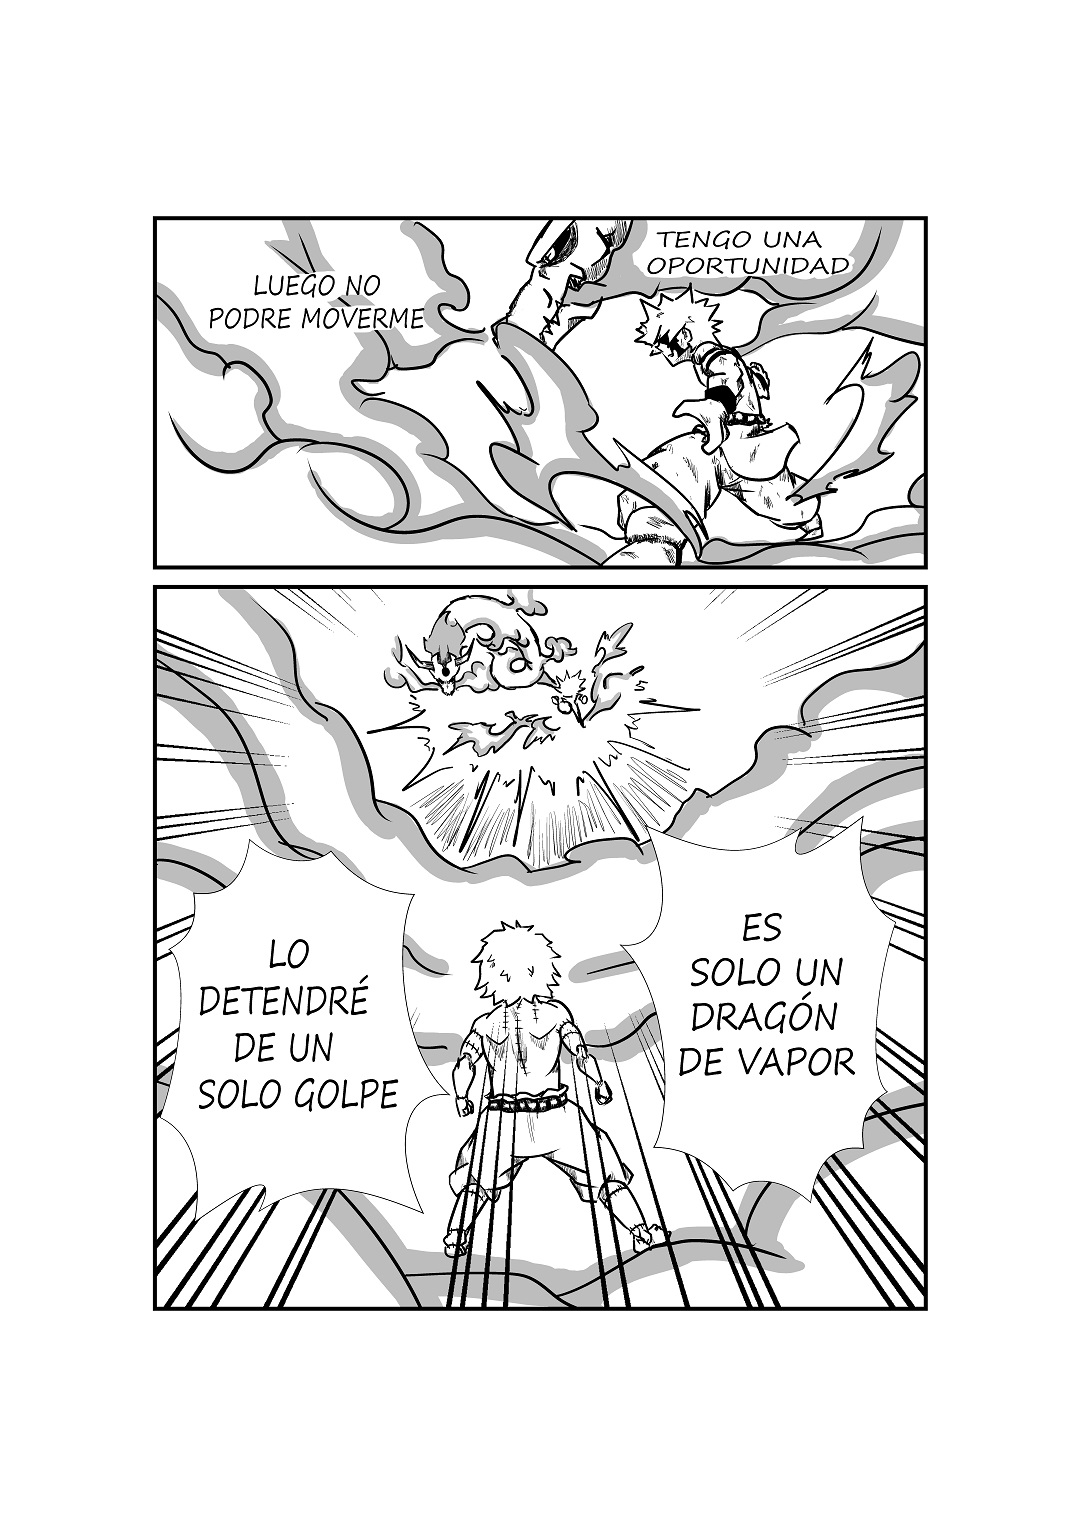 TENGO UNA
OPORTUNIDAD
LUEGO NO
PODRE MOVERME
ES
SOLO UN
DRAGÓN
DE VAPOR
LO
DETENDRÉ
DE UN
SOLO GOLPE